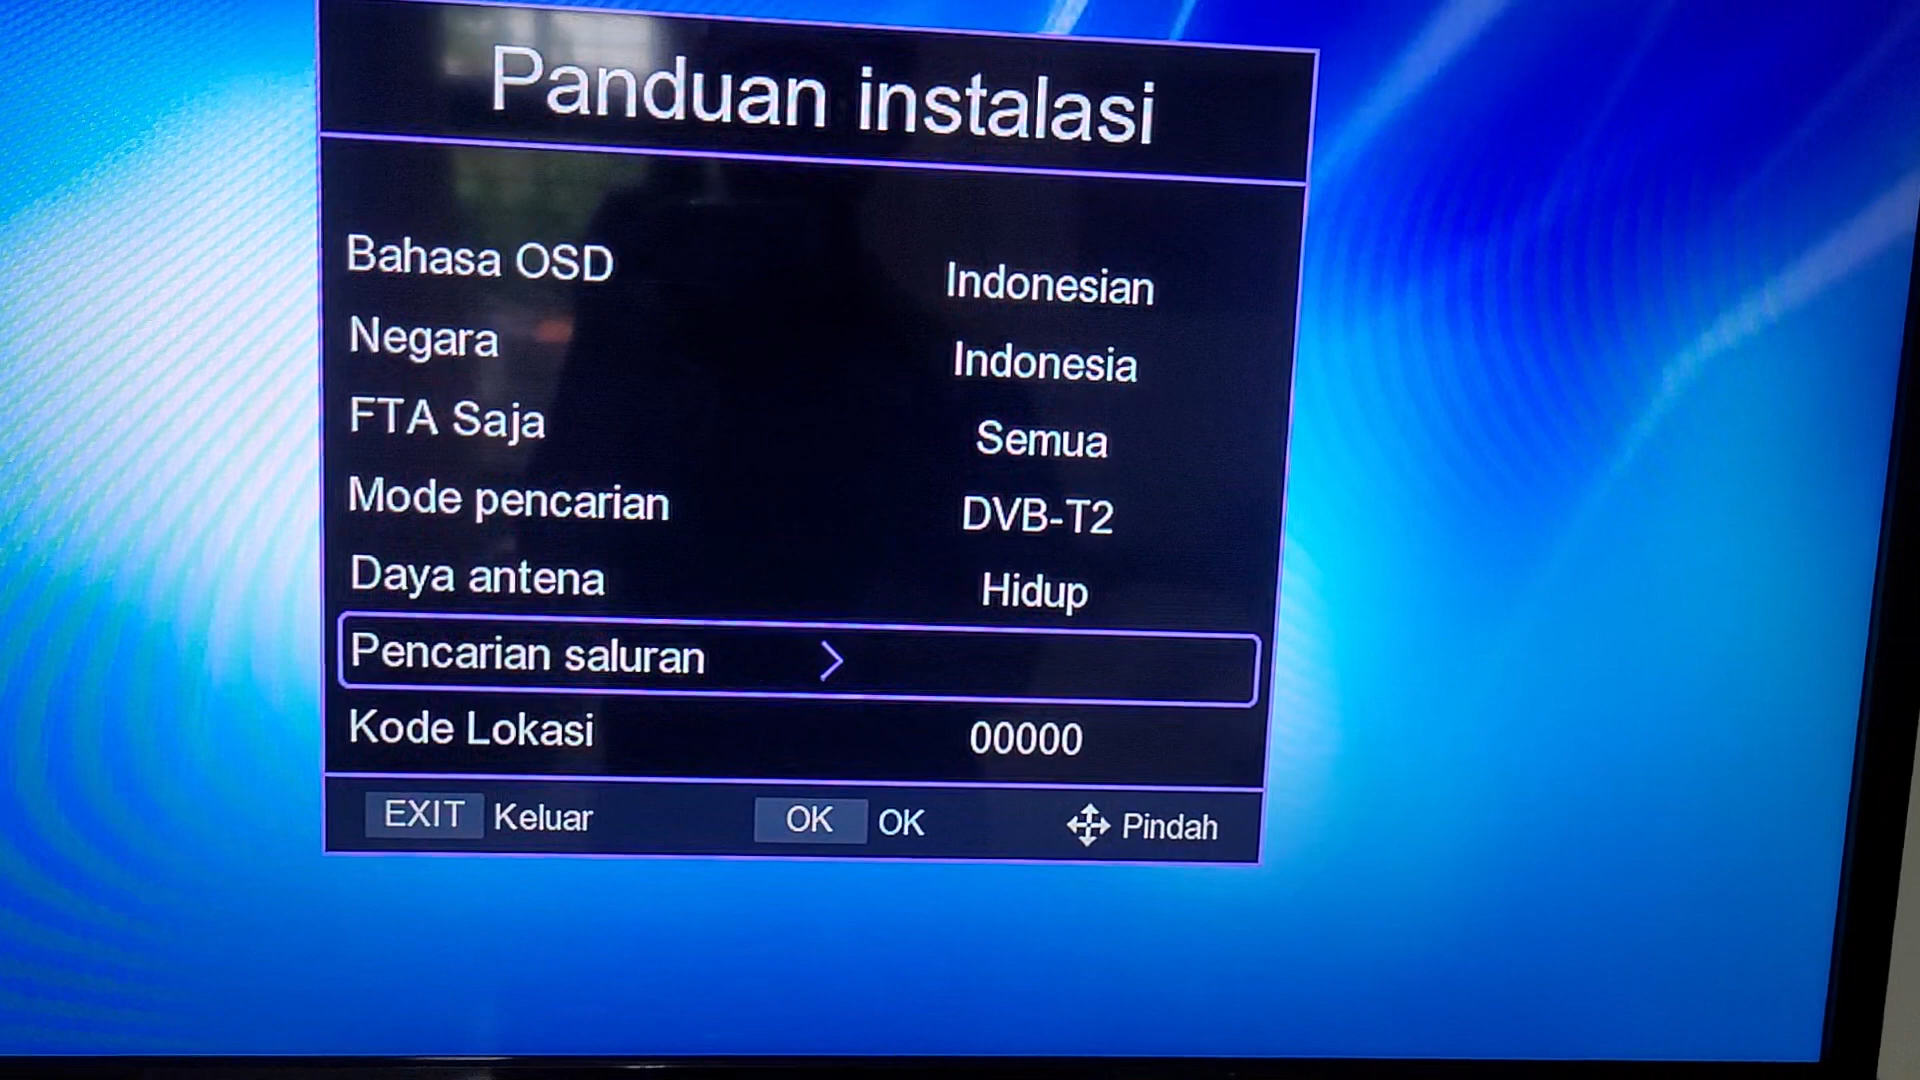 Panduan instalasi
Bahasa OSD Indonesian
Negara Indonesia
FTA Saja Semua
Mode pencarian DVB-T2
Daya antena Hidup
Pencarian saluran
Kode Lokasi 00000
EXIT Keluar OK OK Pindah